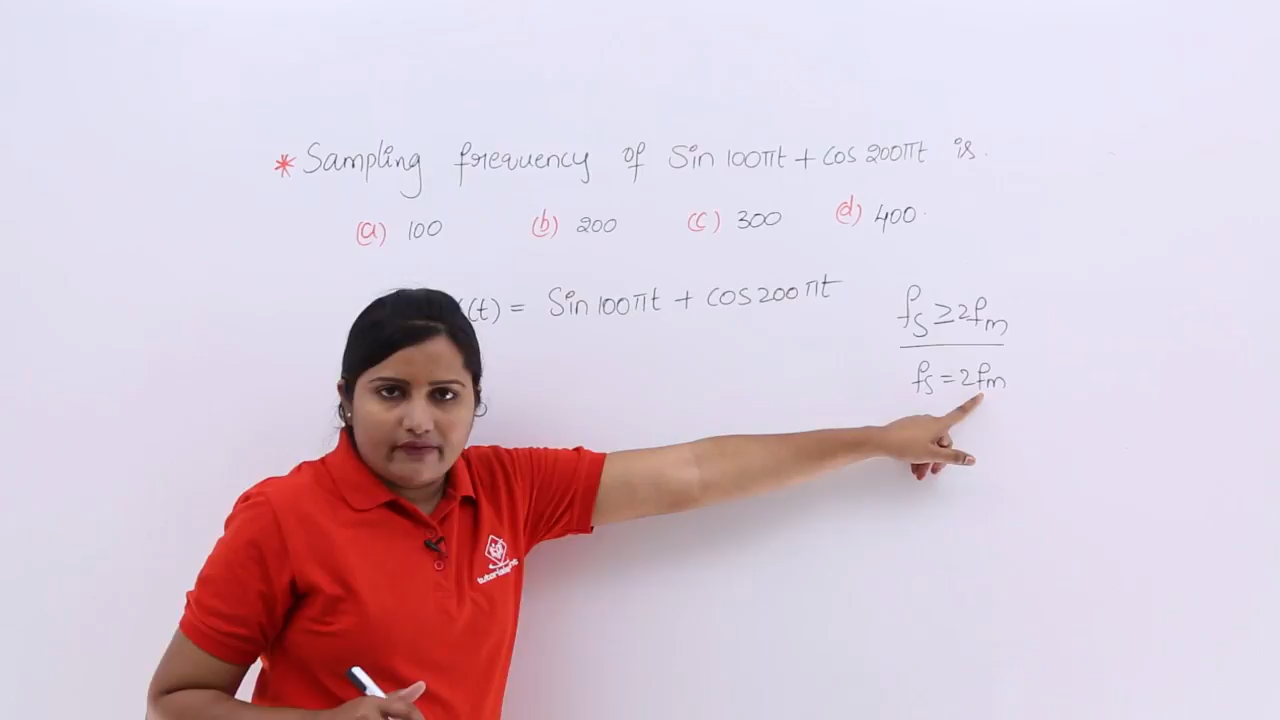 * Sampling frequency of Sin 100πt + cos 200πt is.
(a) 100 (b) 200 (c) 300 (d) 400.
(t) = Sin 100πt + cos 200πt
fs ≥ 2fm
fs = 2fm